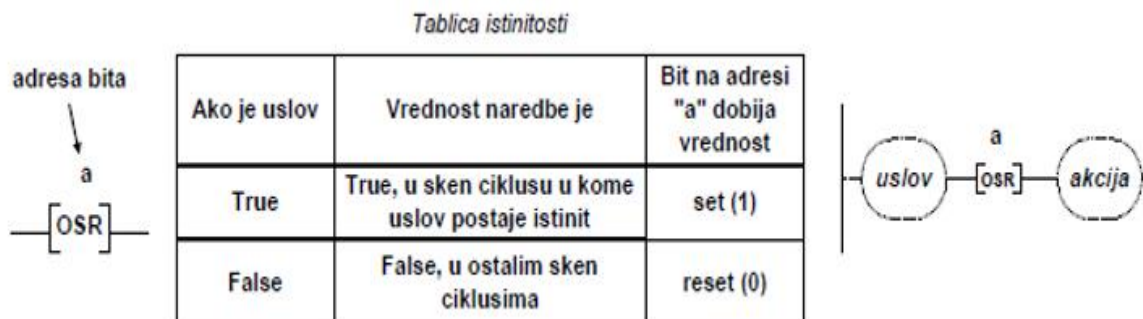 Tablica istinitosti
adresa bita
a
[OSR]
Ako je uslov
Vrednost naredbe je
Bit na adresi
"a" dobija
vrednost
True
True, u sken ciklusu u kome
uslov postaje istinit
set (1)
False
False, u ostalim sken
ciklusima
reset (0)
a
uslov [OSR] akcija